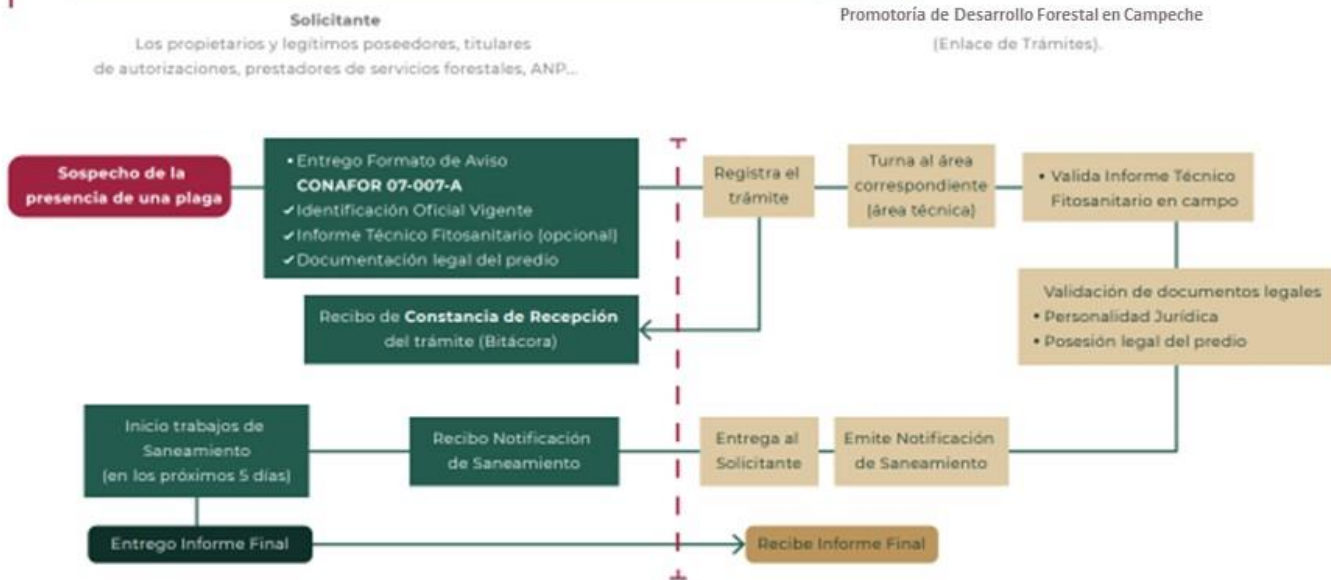 Solicitante
Los propietarios y legítimos poseedores, titulares
de autorizaciones, prestadores de servicios forestales, ANP...
Promotoría de Desarrollo Forestal en Campeche
(Enlace de Trámites).
Sospecho de la
presencia de una plaga
• Entrego Formato de Aviso
CONAFOR 07-007-A
✓ Identificación Oficial Vigente
✓ Informe Técnico Fitosanitario (opcional)
✓ Documentación legal del predio
Registra el
trámite
Turna al área
correspondiente
(área técnica)
• Valida Informe Técnico
Fitosanitario en campo
Recibo de Constancia de Recepción
del trámite (Bitácora)
Validación de documentos legales
• Personalidad Jurídica
• Posesión legal del predio
Inicio trabajos de
Saneamiento
(en los próximos 5 días)
Recibo Notificación
de Saneamiento
Entrega al
Solicitante
Emite Notificación
de Saneamiento
Entrego Informe Final
Recibe Informe Final